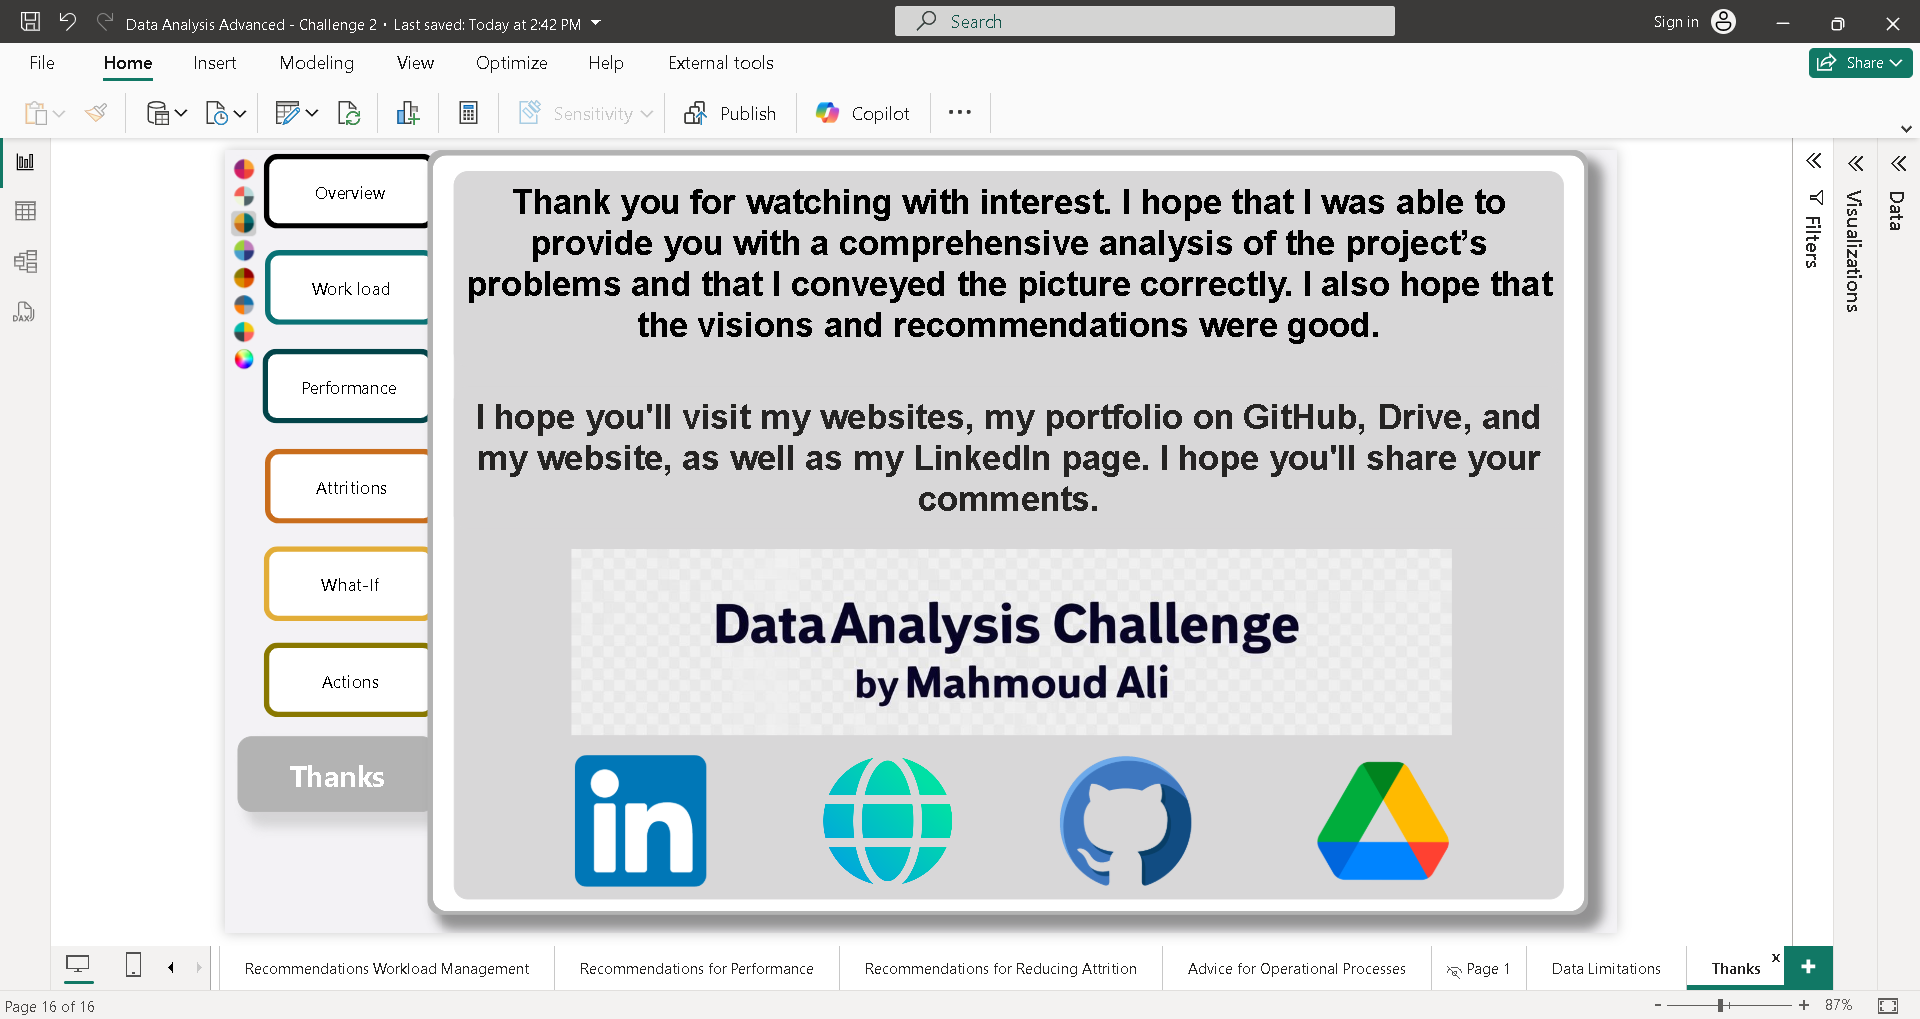 Data Analysis Advanced - Challenge 2 • Last saved: Today at 2:42 PM
Search
Sign in
File
Home
Insert
Modeling
View
Optimize
Help
External tools
Share
Sensitivity
Publish
Copilot
Overview
Work load
Performance
Attritions
What-If
Actions
Thanks
Thank you for watching with interest. I hope that I was able to
provide you with a comprehensive analysis of the project’s
problems and that I conveyed the picture correctly. I also hope that
the visions and recommendations were good.
I hope you'll visit my websites, my portfolio on GitHub, Drive, and
my website, as well as my LinkedIn page. I hope you'll share your
comments.
Data Analysis Challenge
by Mahmoud Ali
in
Filters
Visualizations
Data
DAX
Recommendations Workload Management
Recommendations for Performance
Recommendations for Reducing Attrition
Advice for Operational Processes
Page 1
Data Limitations
Thanks
x
Page 16 of 16
87%